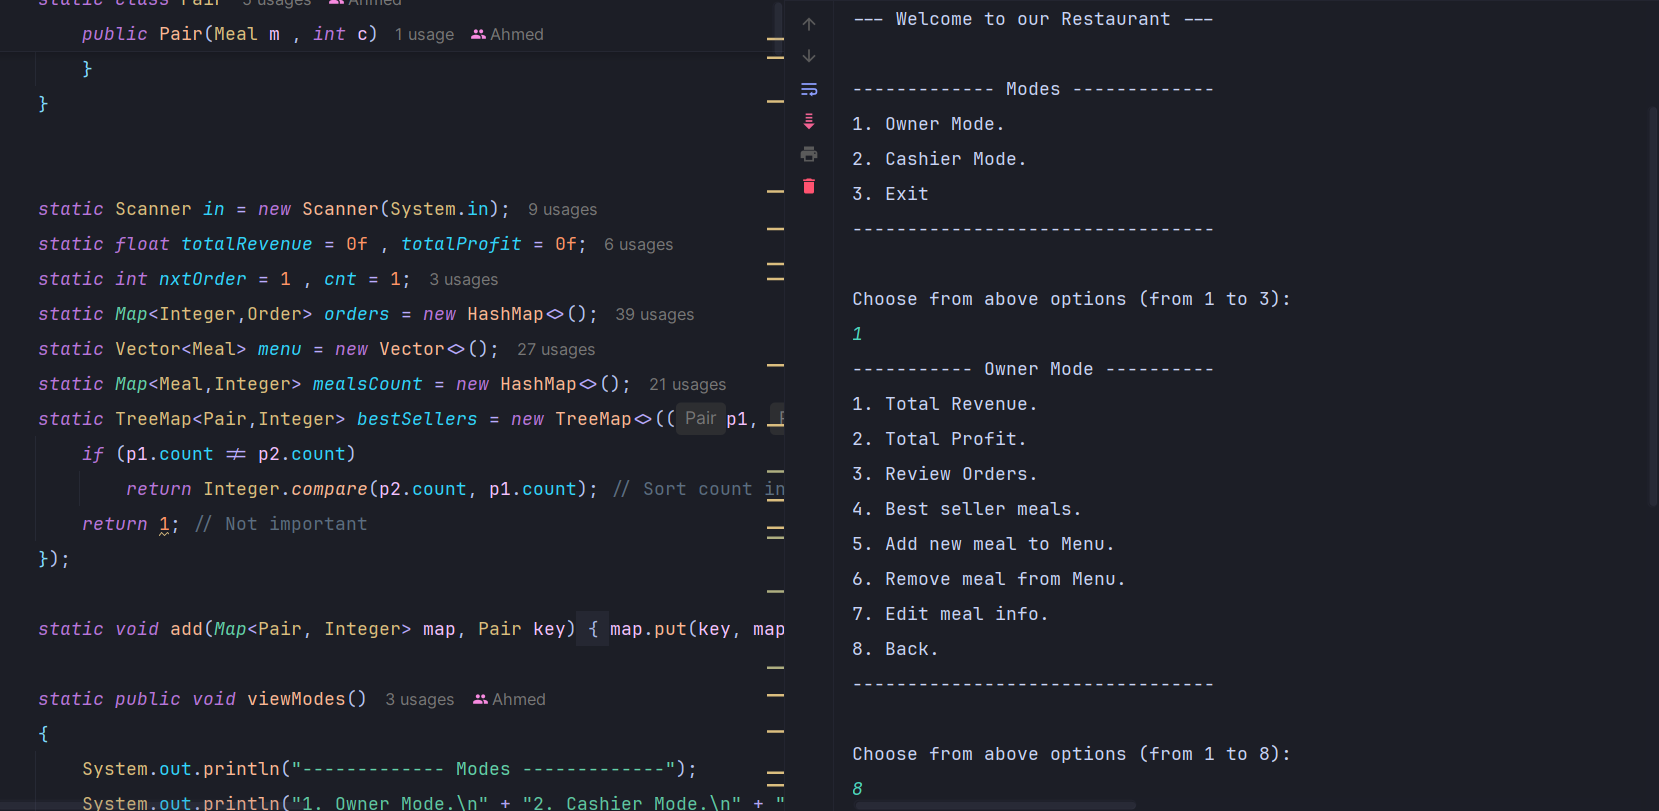 static class Pair 5 usages Ahmed
public Pair(Meal m , int c) 1 usage Ahmed
}
}
static Scanner in = new Scanner(System.in); 9 usages
static float totalRevenue = 0f , totalProfit = 0f; 6 usages
static int nxtOrder = 1 , cnt = 1; 3 usages
static Map<Integer,Order> orders = new HashMap<>(); 39 usages
static Vector<Meal> menu = new Vector<>(); 27 usages
static Map<Meal,Integer> mealsCount = new HashMap<>(); 21 usages
static TreeMap<Pair,Integer> bestSellers = new TreeMap<>((Pair p1,
if (p1.count != p2.count)
return Integer.compare(p2.count, p1.count); // Sort count in
return 1; // Not important
});
static void add(Map<Pair, Integer> map, Pair key) { map.put(key, map
static public void viewModes() 3 usages Ahmed
{
System.out.println("------------- Modes -------------");
System.out.println("1. Owner Mode.\n" + "2. Cashier Mode.\n" + "
--- Welcome to our Restaurant ---
------------- Modes -------------
1. Owner Mode.
2. Cashier Mode.
3. Exit
---------------------------------
Choose from above options (from 1 to 3):
1
----------- Owner Mode ----------
1. Total Revenue.
2. Total Profit.
3. Review Orders.
4. Best seller meals.
5. Add new meal to Menu.
6. Remove meal from Menu.
7. Edit meal info.
8. Back.
---------------------------------
Choose from above options (from 1 to 8):
8